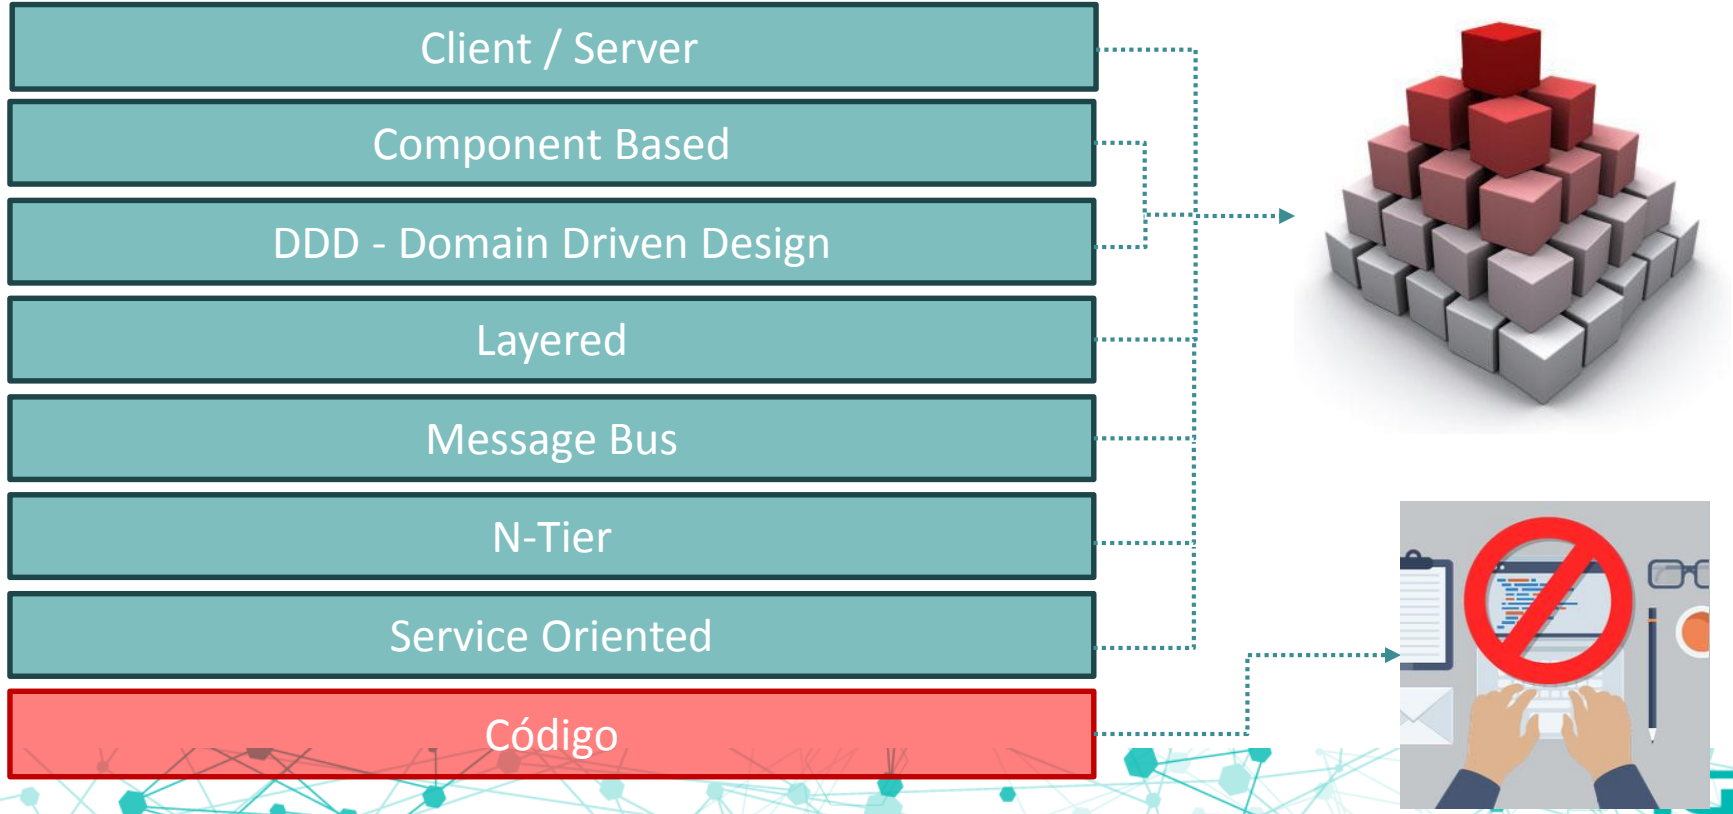 Client / Server
Component Based
DDD - Domain Driven Design
Layered
Message Bus
N-Tier
Service Oriented
Código